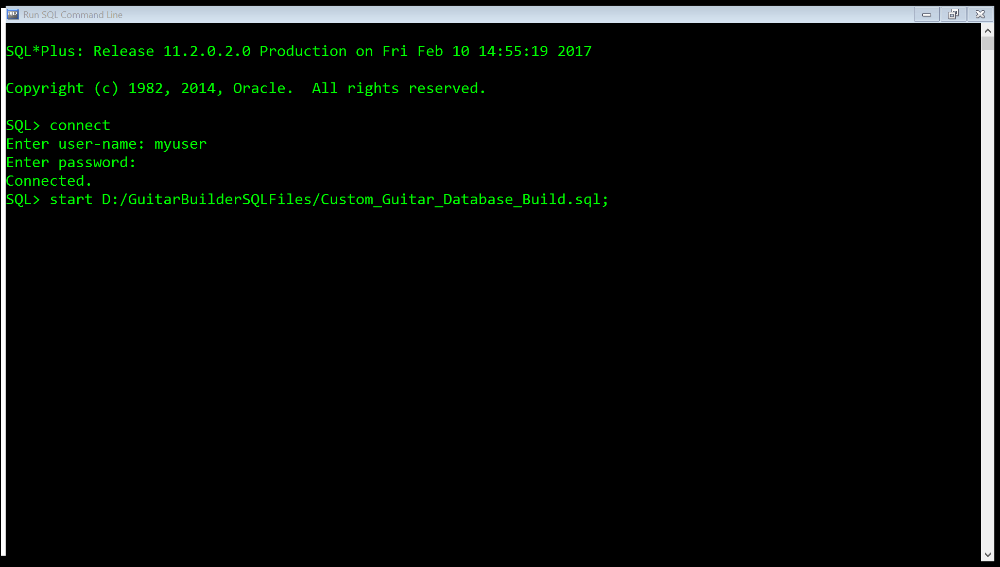 Run SQL Command Line
SQL*Plus: Release 11.2.0.2.0 Production on Fri Feb 10 14:55:19 2017
Copyright (c) 1982, 2014, Oracle.  All rights reserved.
SQL> connect
Enter user-name: myuser
Enter password:
Connected.
SQL> start D:/GuitarBuilderSQLFiles/Custom_Guitar_Database_Build.sql;